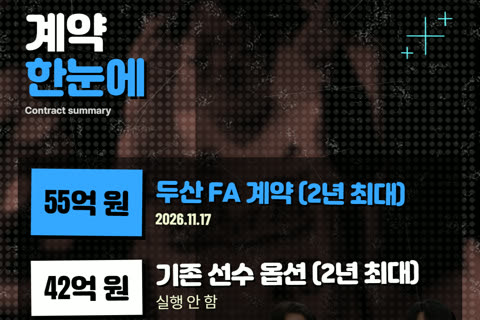 계약
한눈에
Contract summary
55억 원
두산 FA 계약 (2년 최대)
2026.11.17
42억 원
기존 선수 옵션 (2년 최대)
실행 안 함